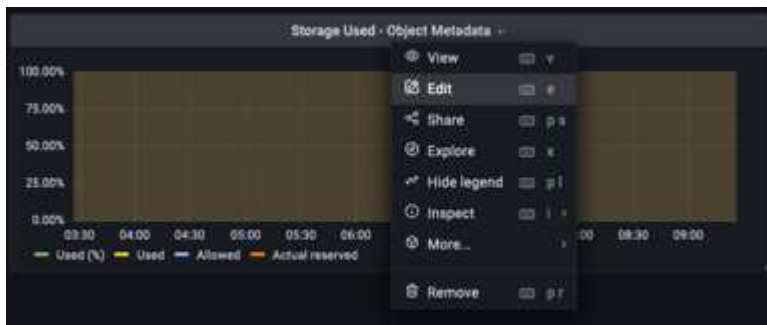 Storage Used - Object Metadata
View v
Edit e
Share p s
Explore x
Hide legend p l
Inspect i
More...
Remove p r
100.00%
75.00%
50.00%
25.00%
0.00%
03:30 04:00 04:30 05:00 05:30 06:00 08:30 09:00
Used (%) Used Allowed Actual reserved